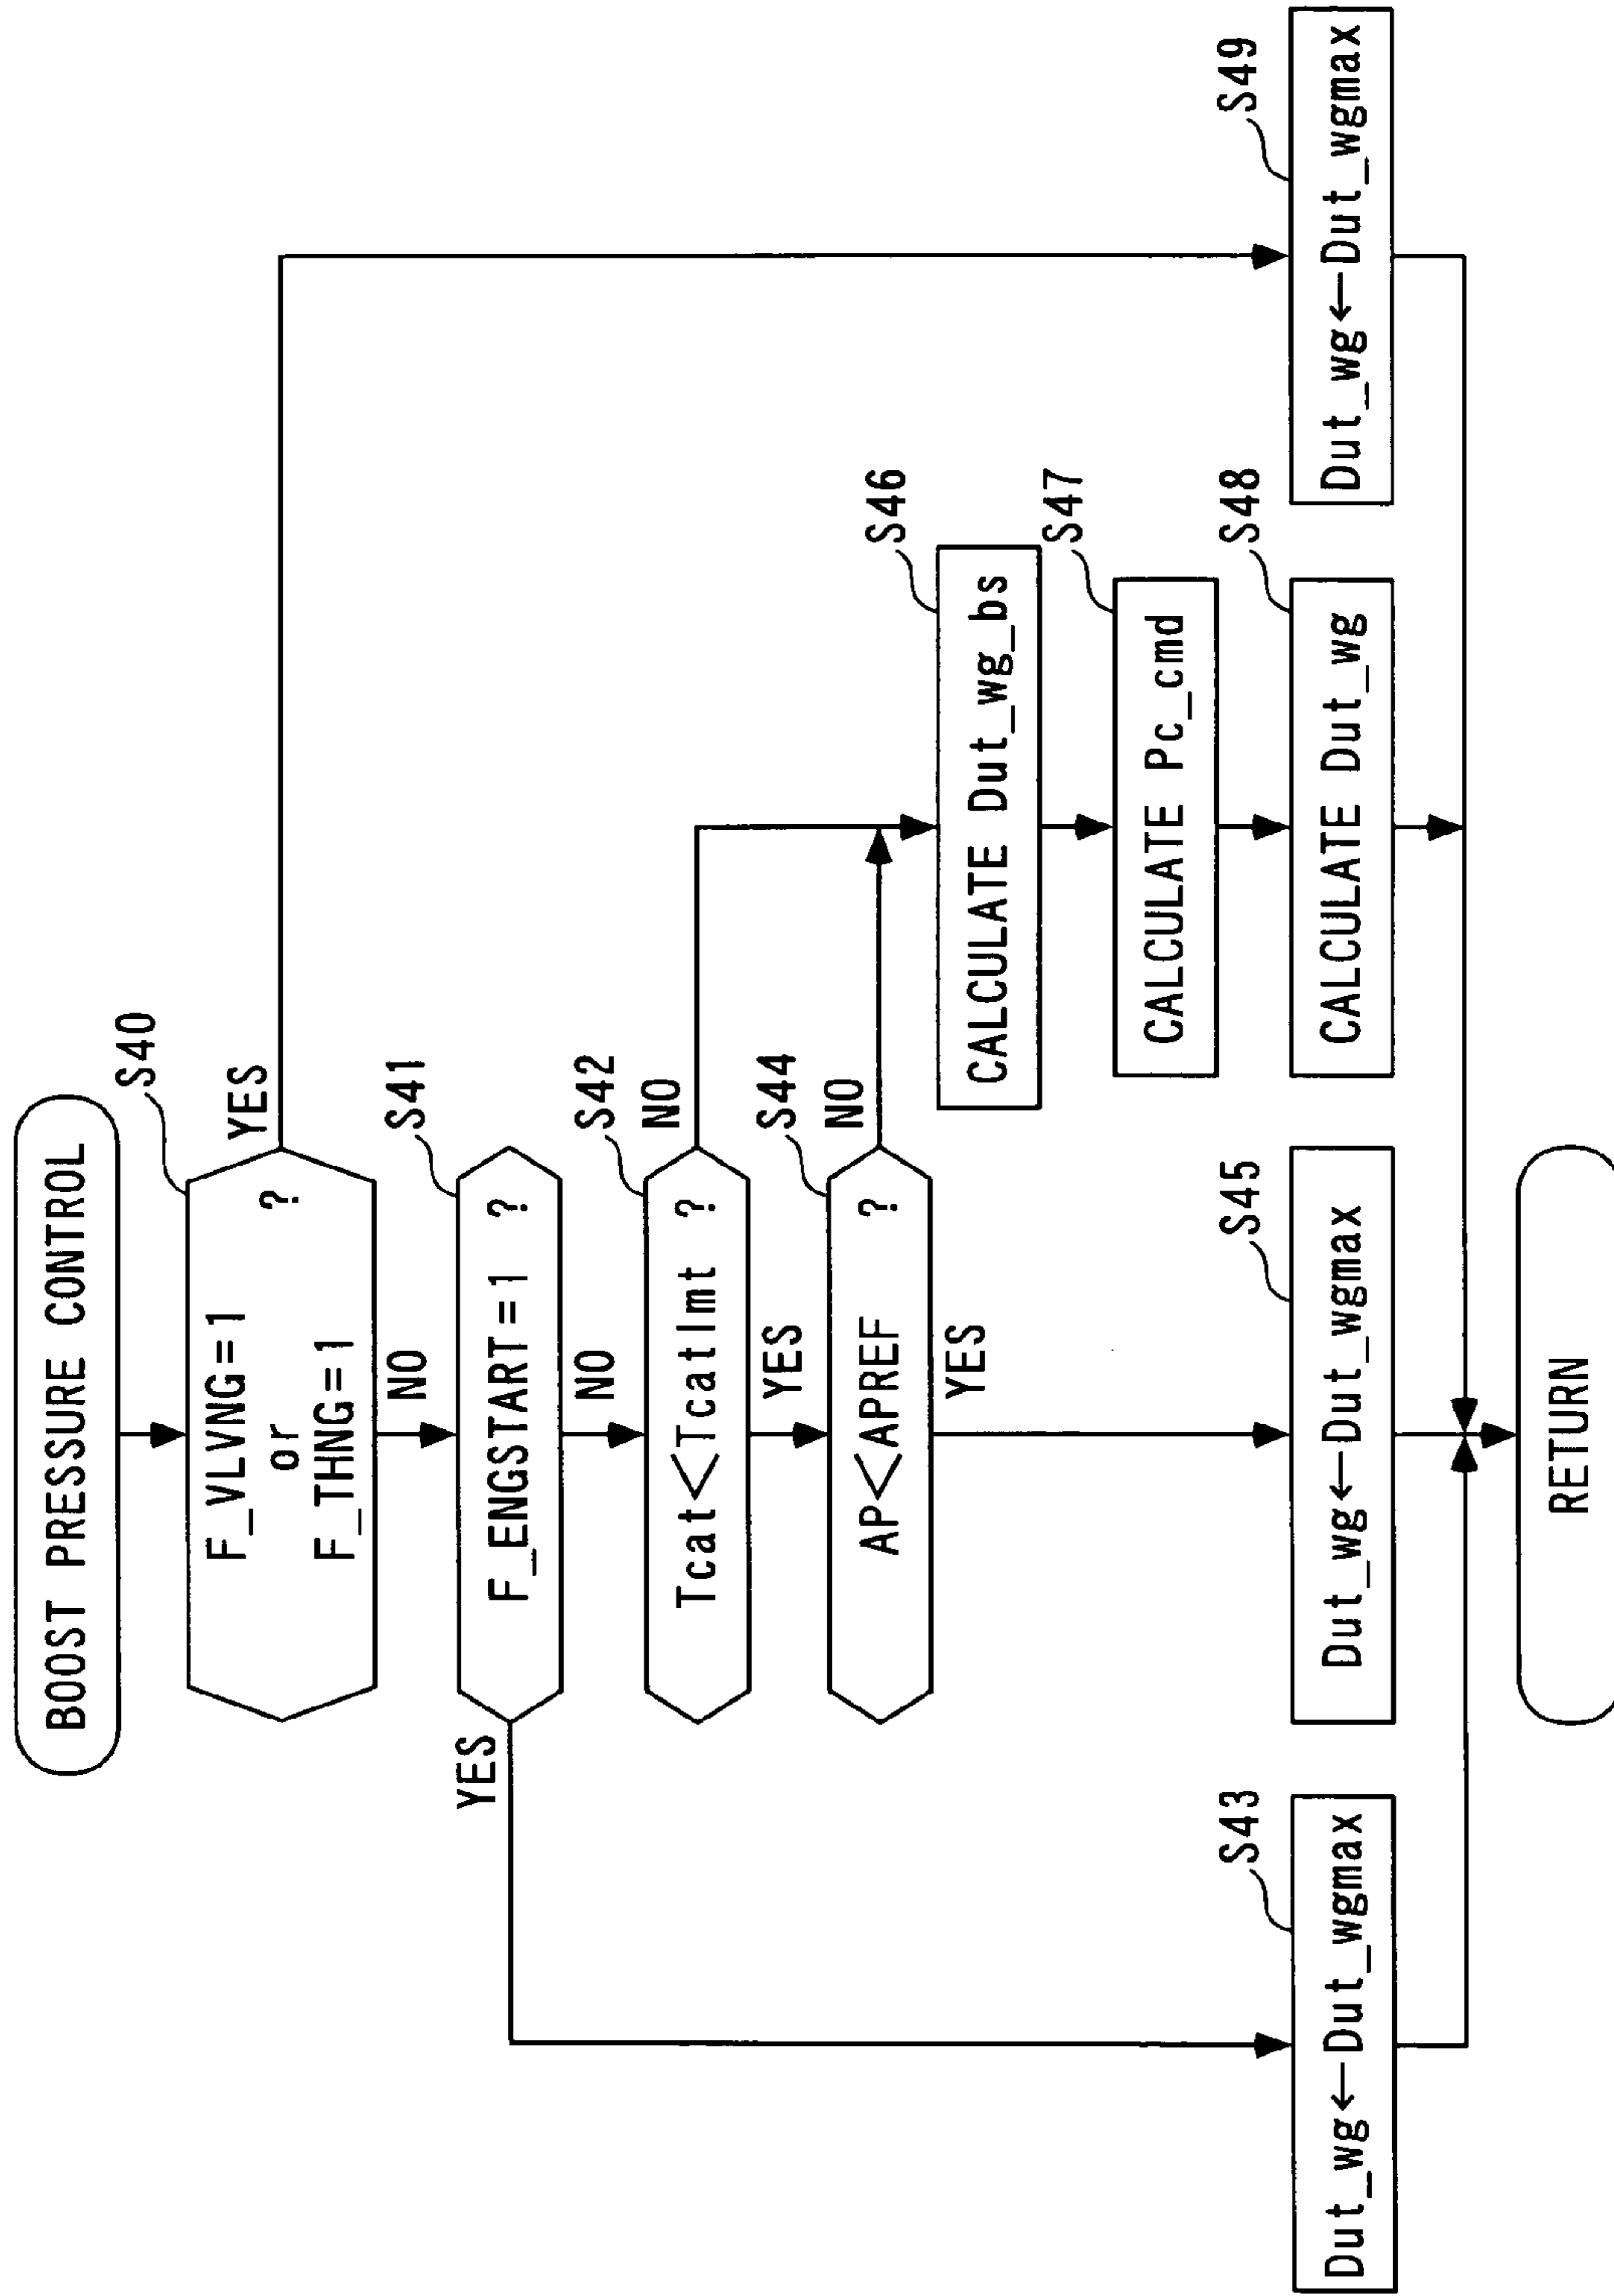 BOOST PRESSURE CONTROL
S40
F_VLVNG=1
or
F_THNG=1
?
YES
NO
S41
F_ENGSTART=1 ?
YES
NO
S42
Tcat<Tcatlmt ?
NO
YES
S44
AP<APREF ?
NO
YES
S46
CALCULATE Dut_wg_bs
S47
CALCULATE Pc_cmd
S43
Dut_wg←Dut_wgmax
S45
Dut_wg←Dut_wgmax
S48
CALCULATE Dut_wg
S49
Dut_wg←Dut_wgmax
RETURN